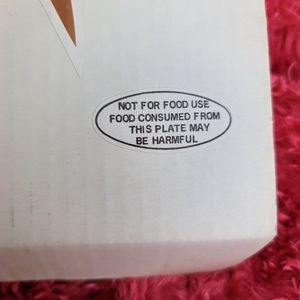 NOT FOR FOOD USE
FOOD CONSUMED FROM
THIS PLATE MAY
BE HARMFUL